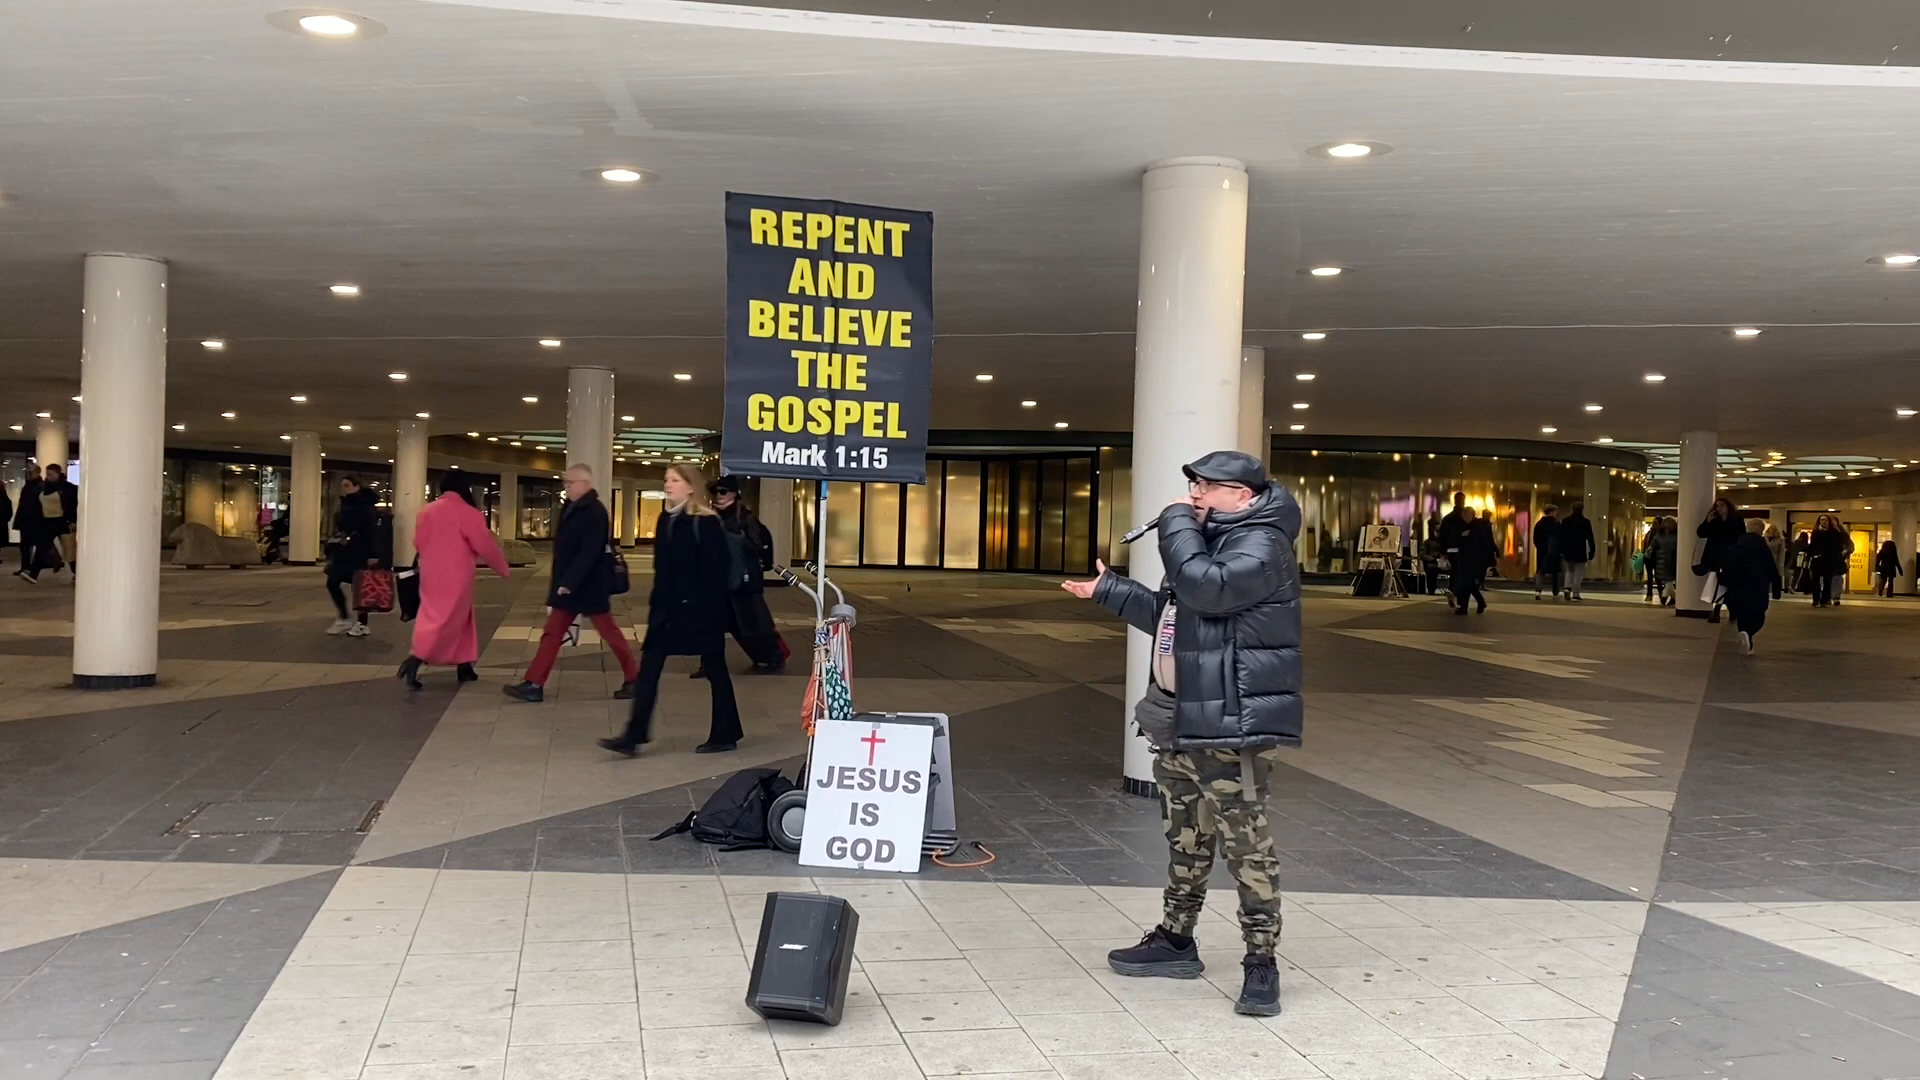 REPENT
AND
BELIEVE
THE
GOSPEL
Mark 1:15
JESUS
IS
GOD
BOSE